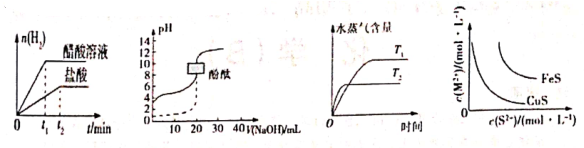 n(H₂)
醋酸溶液
盐酸
0
t₁ t₂ t/min
pH
14
12
10
8
6
4
2
0
酚酞
10 20 30 40 V(NaOH)/mL
水蒸气含量
T₁
T₂
0
时间
c(M²⁺)/(mol·L⁻¹)
FeS
CuS
0
c(S²⁻)/(mol·L⁻¹)